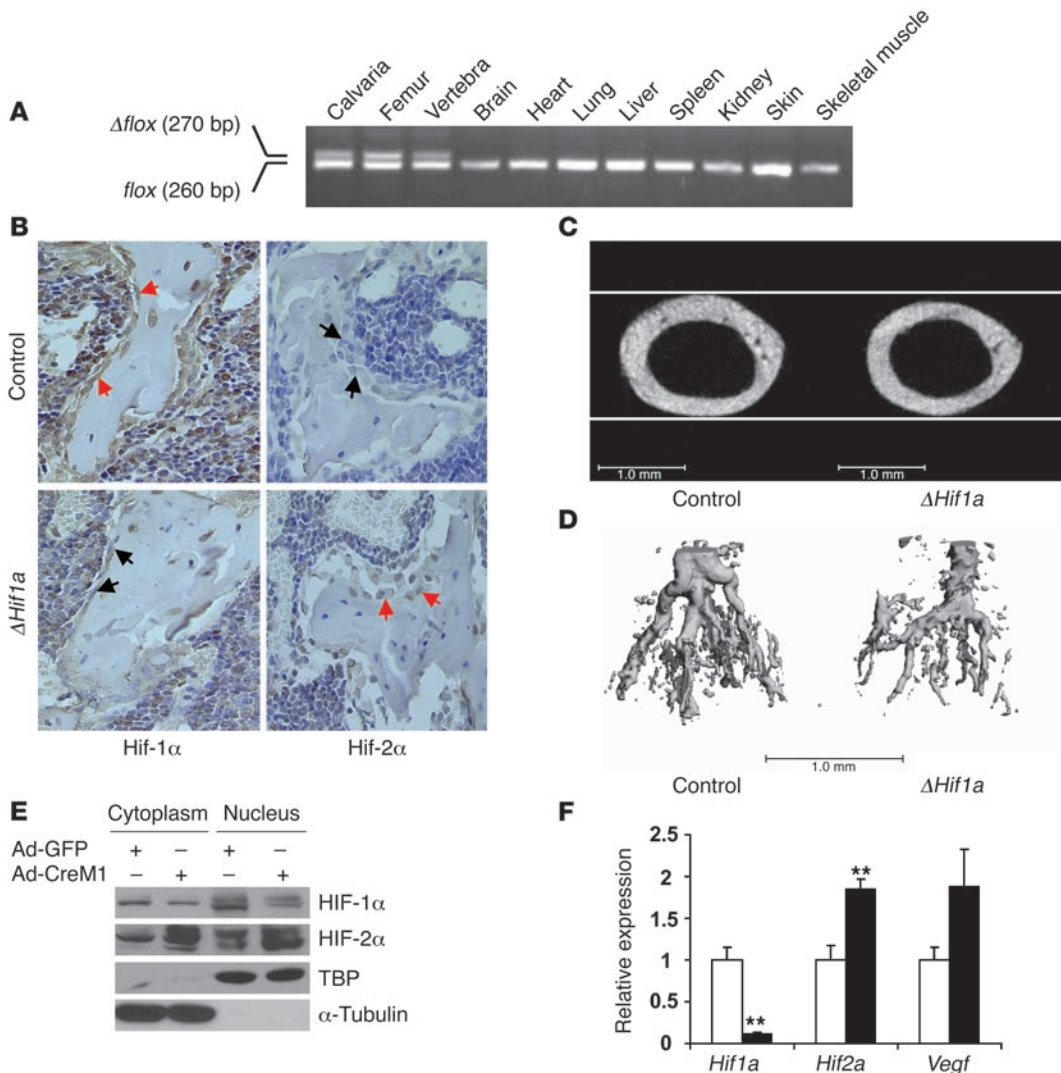 A
Calvaria
Femur
Vertebra
Brain
Heart
Lung
Liver
Spleen
Kidney
Skin
Skeletal muscle
Δflox (270 bp)
flox (260 bp)
B
Control
ΔHif1a
Hif-1α
Hif-2α
C
1.0 mm
1.0 mm
Control
ΔHif1a
D
1.0 mm
Control
ΔHif1a
E
Cytoplasm Nucleus
Ad-GFP + – + –
Ad-CreM1 – + – +
HIF-1α
HIF-2α
TBP
α-Tubulin
F
Relative expression
2.5
2
1.5
1
0.5
0
**
**
Hif1a
Hif2a
Vegf